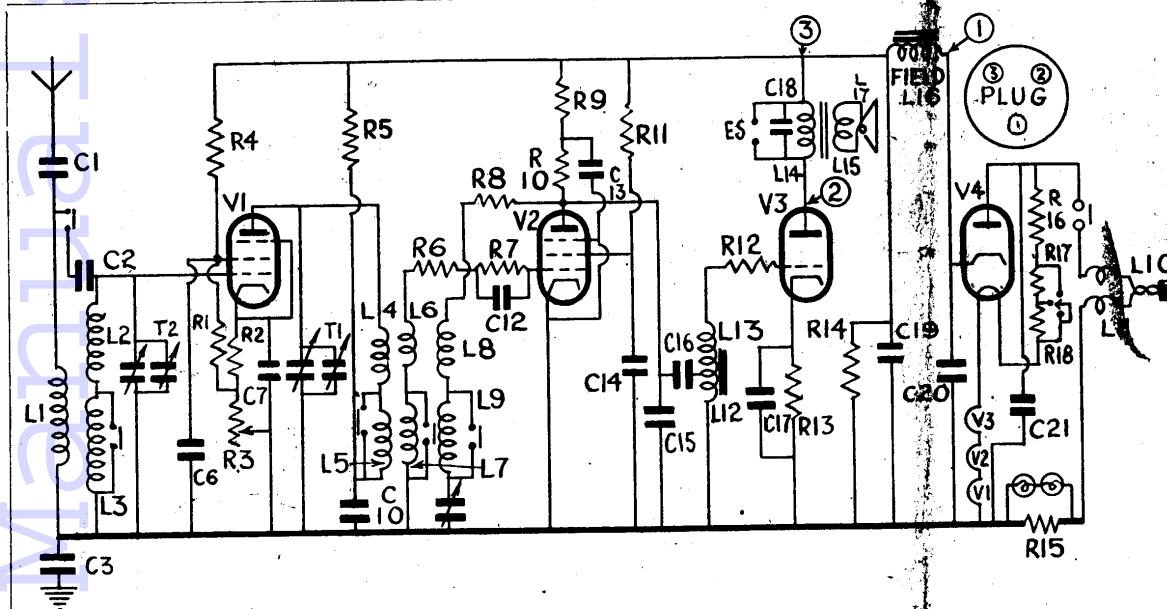 Manna
C1
C2
L2
T2
L1
L3
C3
R4
V1
R1
R2
C7
R3
C6
R5
T1
L4
L5
C
10
R6
L6
R7
C12
R8
L8
L9
L7
R9
R
10
C
13
V2
R11
C14
C15
C16
R12
L13
L12
3
C18
ES
L
17
L14
L15
V3
2
C17
R13
R14
C19
1
FIELD
L16
3 2
PLUG
1
V4
C20
R
16
R17
R18
L10
L
V3
V2
V1
C21
R15